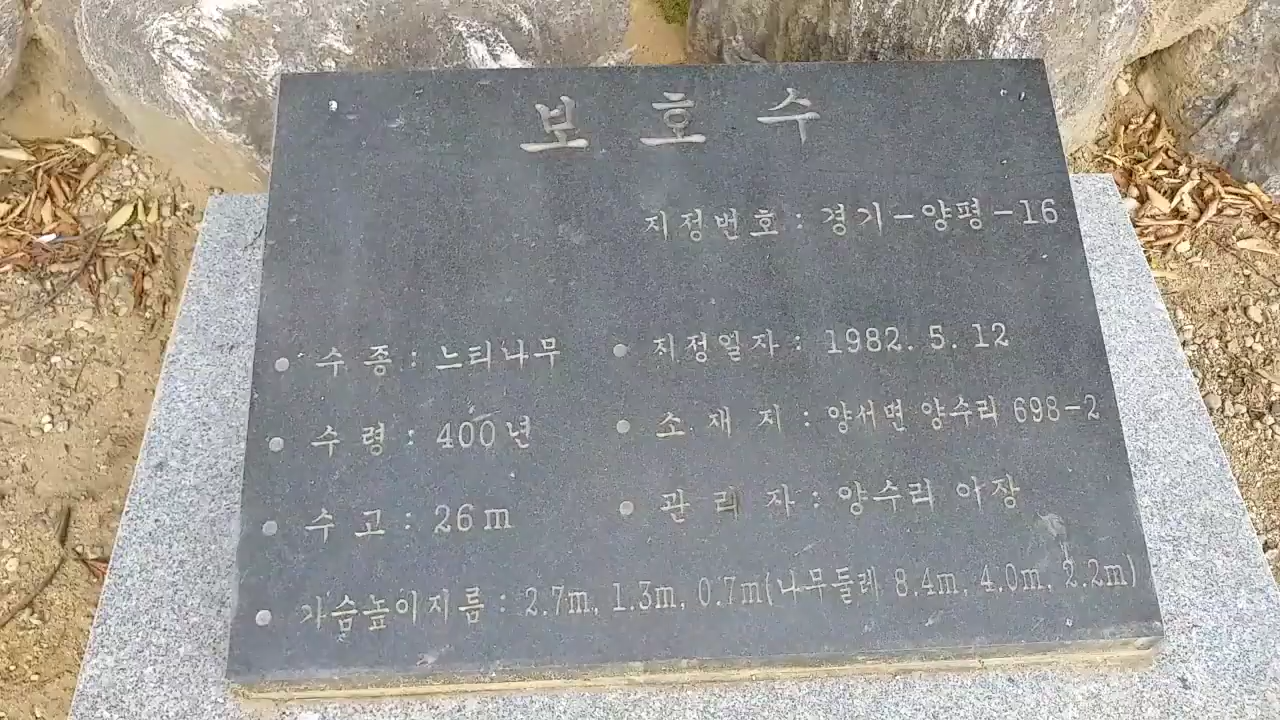 보호수
지정번호 : 경기-양평-16
• 수종 : 느티나무 • 지정일자 : 1982. 5. 12
• 수령 : 400년 • 소재지 : 양서면 양수리 698-2
• 수고 : 26m • 관리자 : 양수리 이장
• 가슴높이지름 : 2.7m, 1.3m, 0.7m(나무둘레 8.4m, 4.0m, 2.2m)